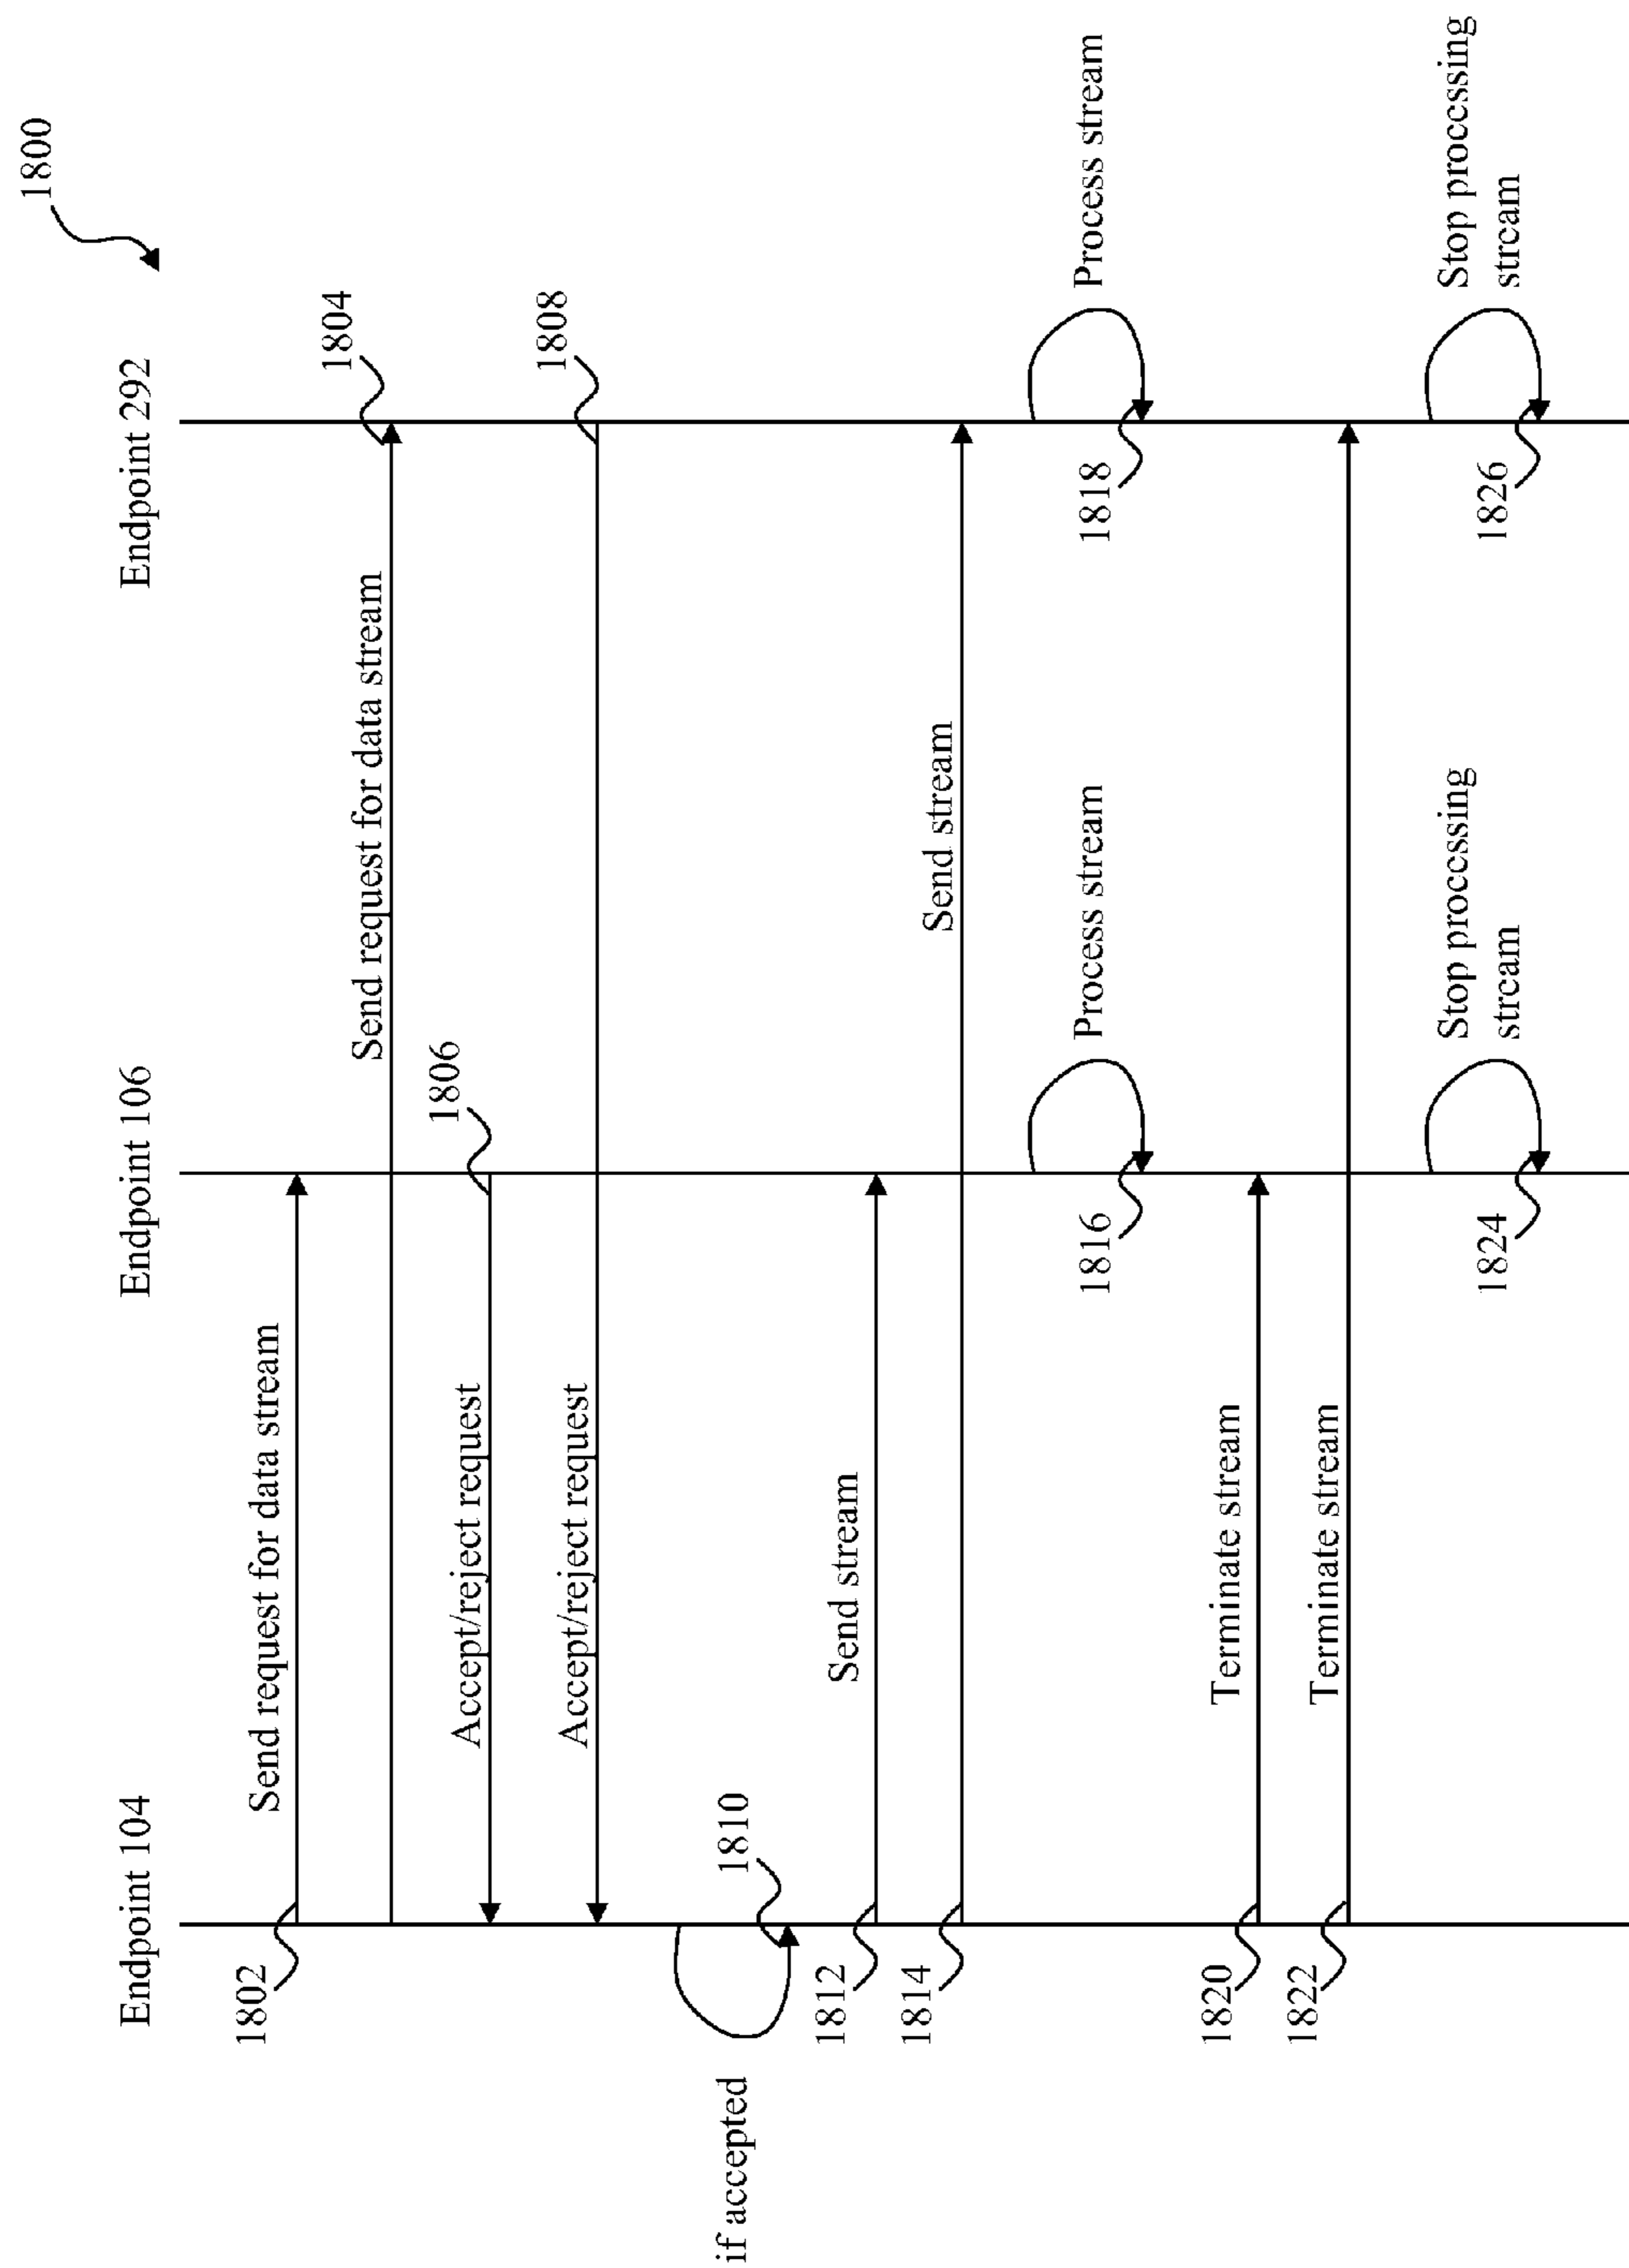 1800
Endpoint 104
Endpoint 106
Endpoint 292
1802
Send request for data stream
Send request for data stream
1804
Accept/reject request
1806
Accept/reject request
1808
if accepted
1810
1812
Send stream
1814
Send stream
1816
Process stream
1818
Process stream
1820
Terminate stream
1822
Terminate stream
1824
Stop processing
stream
1826
Stop processing
stream